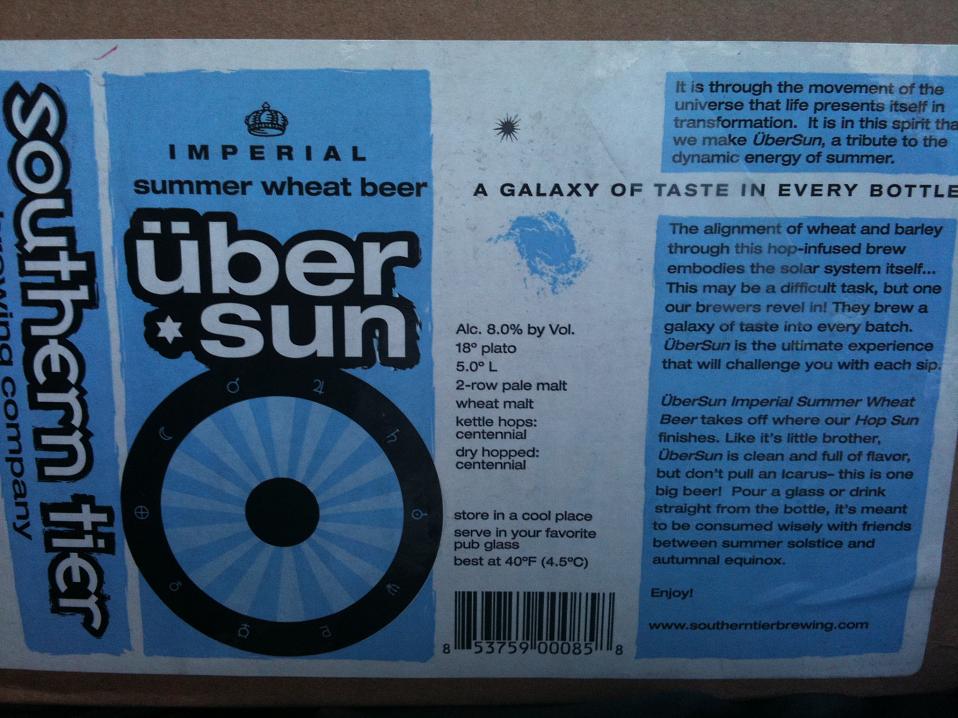 southern tier
brewing company
IMPERIAL
summer wheat beer
über
sun
Alc. 8.0% by Vol.
18º plato
5.0º L
2-row pale malt
wheat malt
kettle hops:
centennial
dry hopped:
centennial
store in a cool place
serve in your favorite
pub glass
best at 40ºF (4.5ºC)
8 53759 00085 8
It is through the movement of the
universe that life presents itself in
transformation. It is in this spirit tha
we make ÜberSun, a tribute to the
dynamic energy of summer.
A GALAXY OF TASTE IN EVERY BOTTLE
The alignment of wheat and barley
through this hop-infused brew
embodies the solar system itself...
This may be a difficult task, but one
our brewers revel in! They brew a
galaxy of taste into every batch.
ÜberSun is the ultimate experience
that will challenge you with each sip.
ÜberSun Imperial Summer Wheat
Beer takes off where our Hop Sun
finishes. Like it's little brother,
ÜberSun is clean and full of flavor,
but don't pull an Icarus– this is one
big beer! Pour a glass or drink
straight from the bottle, it's meant
to be consumed wisely with friends
between summer solstice and
autumnal equinox.
Enjoy!
www.southerntierbrewing.com